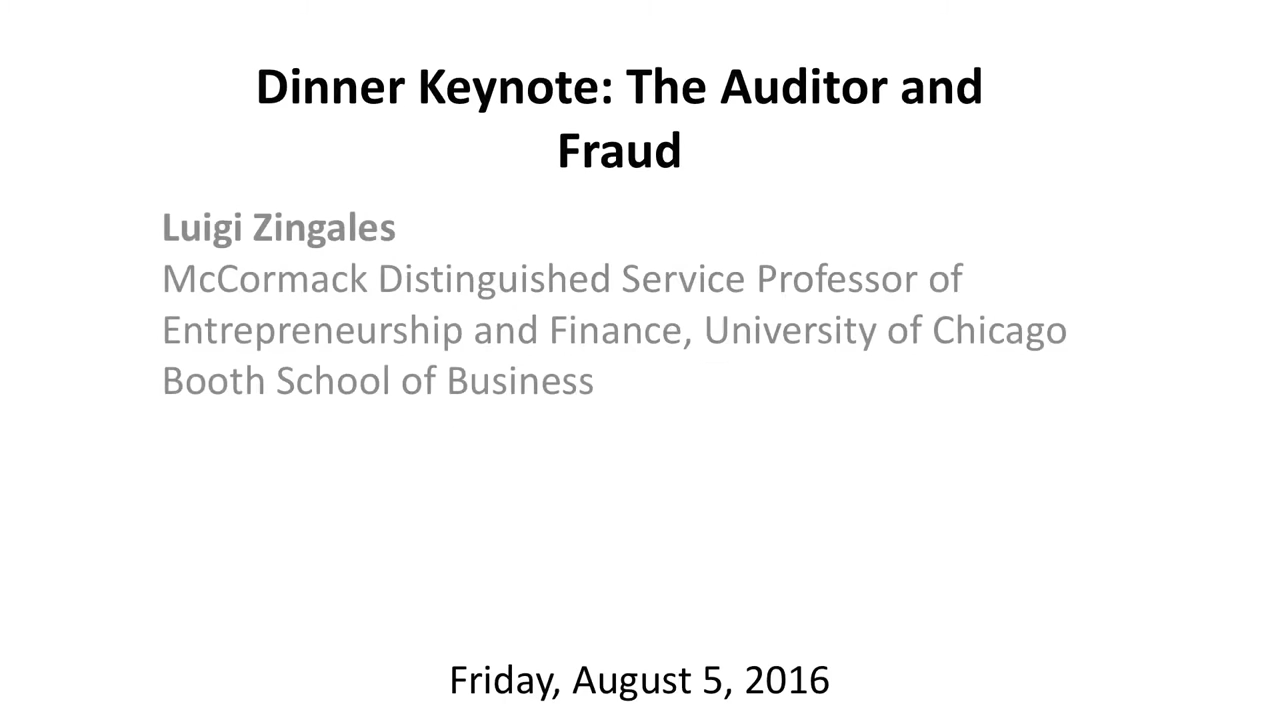 Dinner Keynote: The Auditor and
Fraud
Luigi Zingales
McCormack Distinguished Service Professor of
Entrepreneurship and Finance, University of Chicago
Booth School of Business
Friday, August 5, 2016